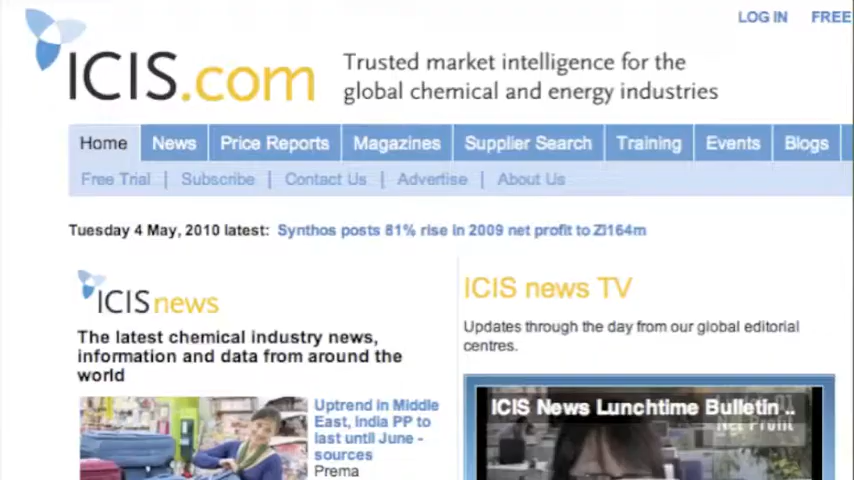 LOG IN FREE
ICIS.com
Trusted market intelligence for the
global chemical and energy industries
Home News Price Reports Magazines Supplier Search Training Events Blogs
Free Trial | Subscribe | Contact Us | Advertise | About Us
Tuesday 4 May, 2010 latest: Synthos posts 81% rise in 2009 net profit to Zl164m
ICIS news
The latest chemical industry news,
information and data from around the
world
Uptrend in Middle
East, India PP to
last until June -
sources
Prema
ICIS news TV
Updates through the day from our global editorial
centres.
ICIS News Lunchtime Bulletin ..
Net Profit